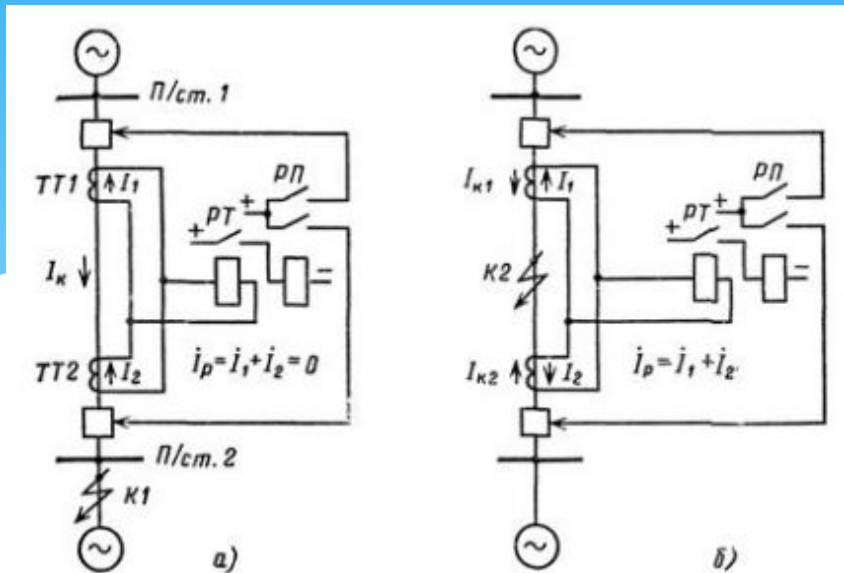 П/ст. 1
ТТ1
I₁
РП
+
+
РТ
Iк
–
ТТ2
I₂
İр = İ₁ + İ₂ = 0
П/ст. 2
К1
а)
Iк1
I₁
РП
+
+
РТ
К2
–
Iк2
I₂
İр = İ₁ + İ₂.
б)